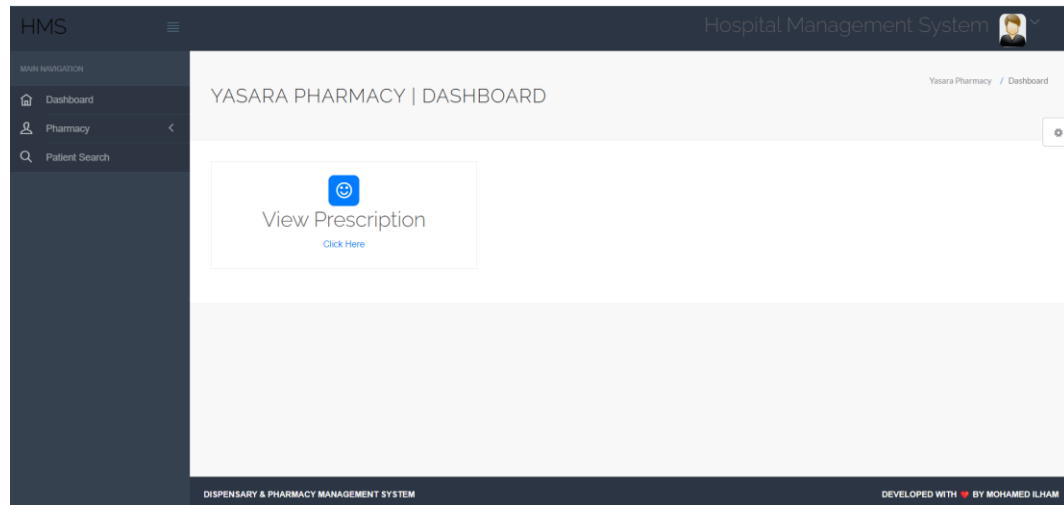 HMS
Hospital Management System
MAIN NAVIGATION
Dashboard
Pharmacy
Patient Search
YASARA PHARMACY | DASHBOARD
Yasara Pharmacy / Dashboard
View Prescription
Click Here
DISPENSARY & PHARMACY MANAGEMENT SYSTEM
DEVELOPED WITH ❤ BY MOHAMED ILHAM